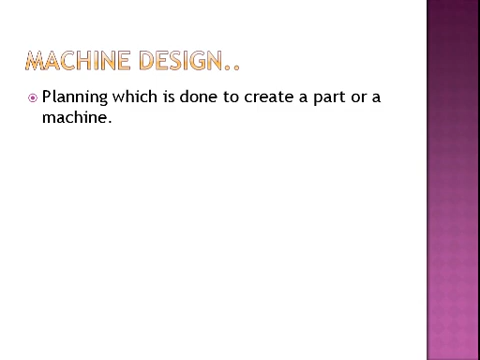 MACHINE DESIGN..
Planning which is done to create a part or a
machine.